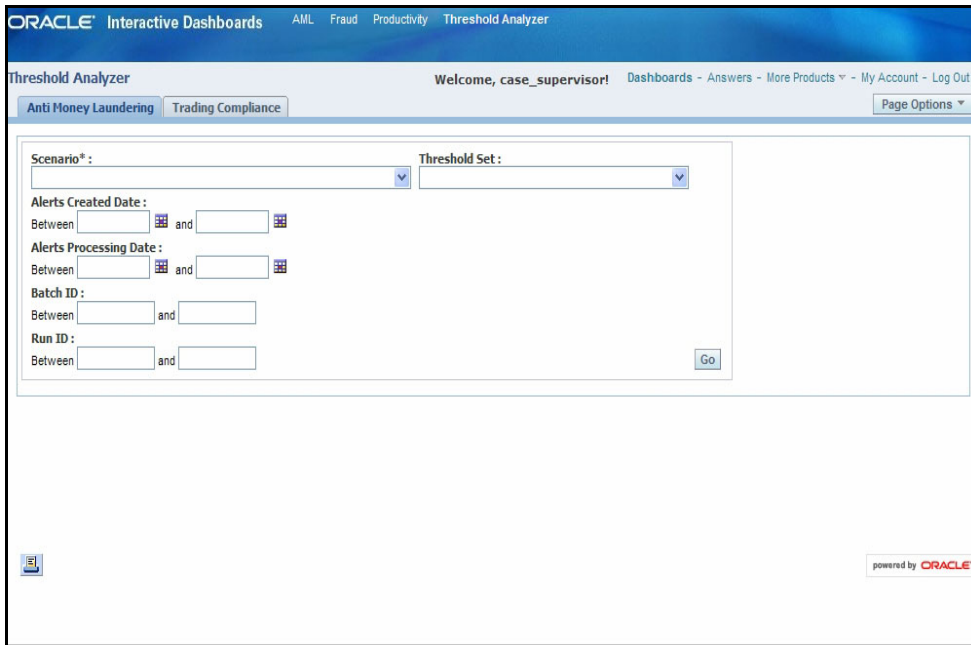 ORACLE Interactive Dashboards AML Fraud Productivity Threshold Analyzer
Threshold Analyzer Welcome, case_supervisor! Dashboards - Answers - More Products - My Account - Log Out
Anti Money Laundering Trading Compliance Page Options
Scenario* : Threshold Set :
Alerts Created Date :
Between and
Alerts Processing Date :
Between and
Batch ID :
Between and
Run ID :
Between and Go
powered by ORACLE